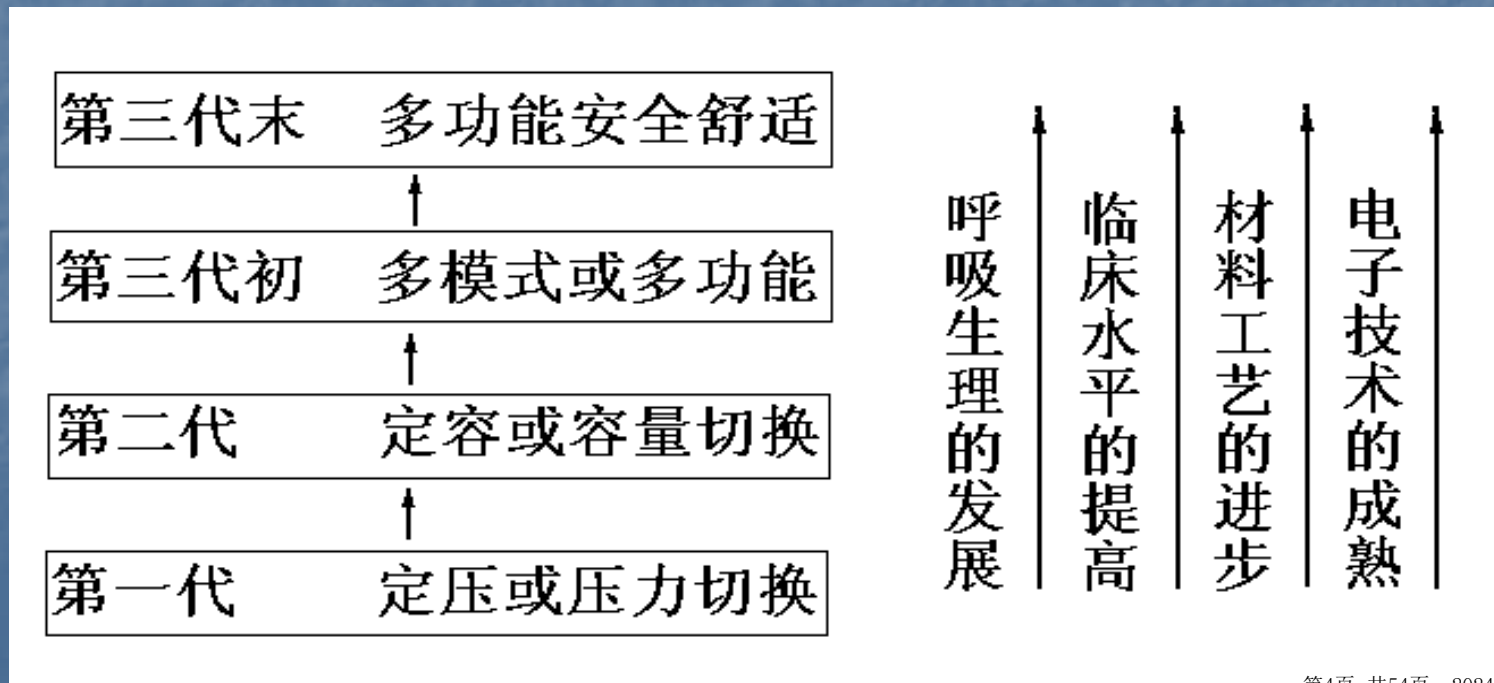 第三代末 多功能安全舒适
第三代初 多模式或多功能
第二代 定容或容量切换
第一代 定压或压力切换
呼吸生理的发展
临床水平的提高
材料工艺的进步
电子技术的成熟